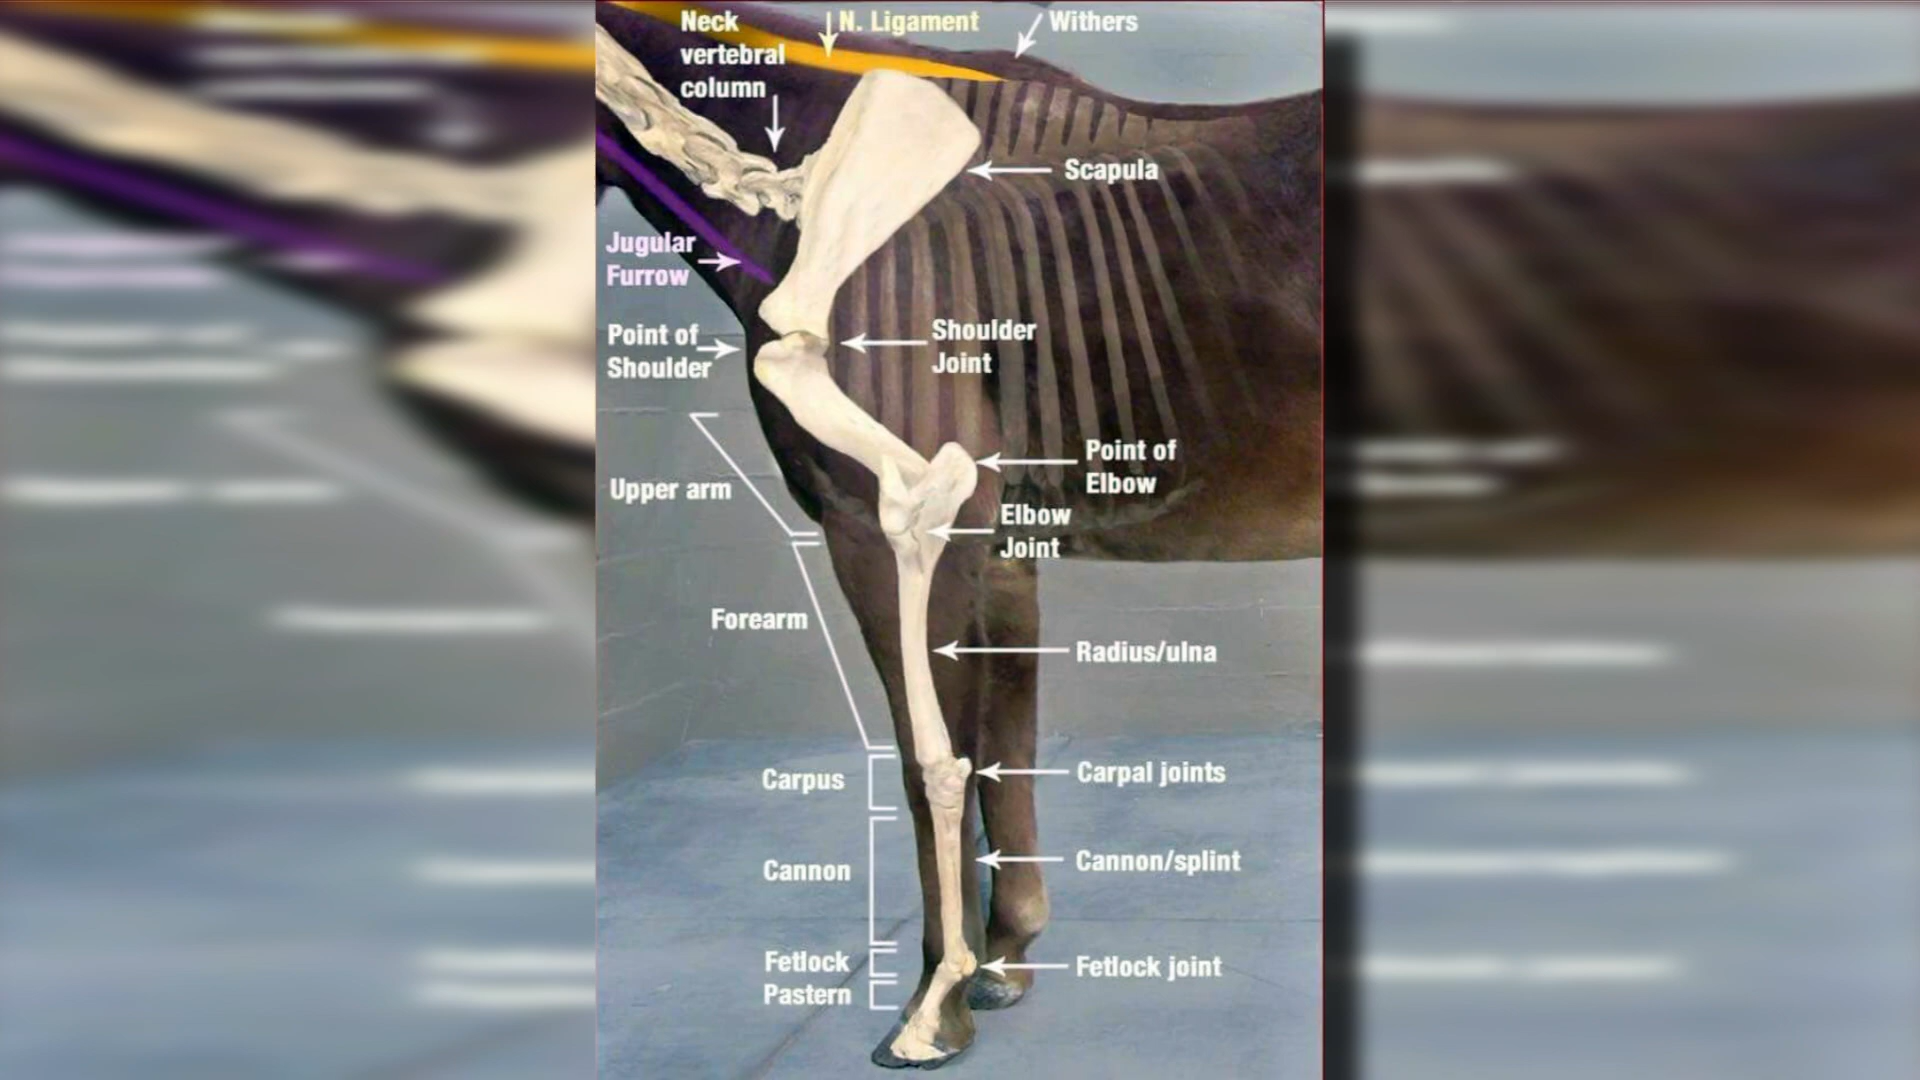 Neck
vertebral
column
N. Ligament
Withers
Scapula
Jugular
Furrow
Point of
Shoulder
Shoulder
Joint
Point of
Elbow
Upper arm
Elbow
Joint
Forearm
Radius/ulna
Carpus
Carpal joints
Cannon
Cannon/splint
Fetlock
Fetlock joint
Pastern